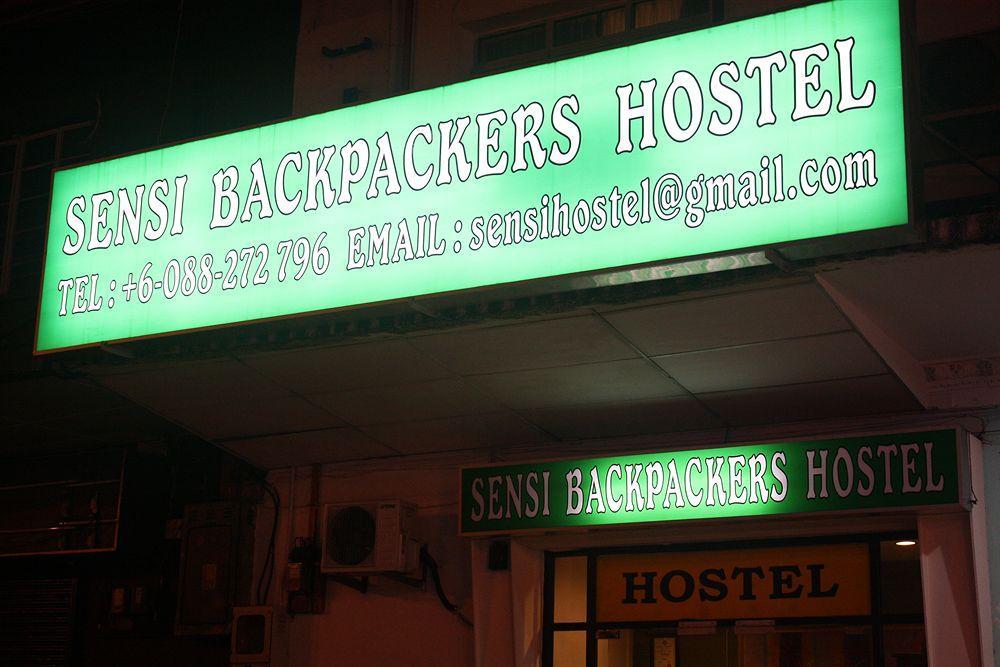 SENSI BACKPACKERS HOSTEL
TEL : +6-088-272 796 EMAIL : sensihostel@gmail.com
SENSI BACKPACKERS HOSTEL
HOSTEL